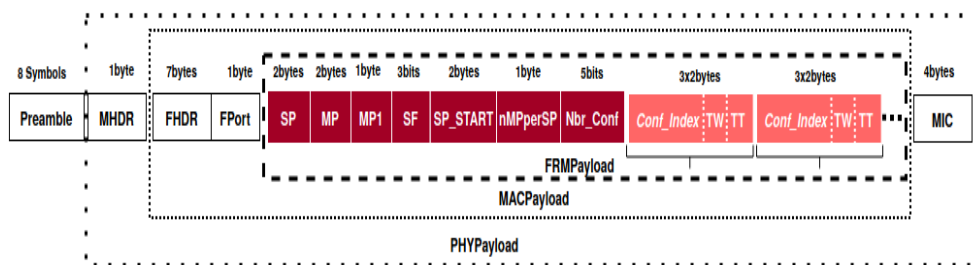 8 Symbols 1byte 7bytes 1byte 2bytes 2bytes 1byte 3bits 2bytes 1byte 5bits 3x2bytes 3x2bytes 4bytes
Preamble MHDR FHDR FPort SP MP MP1 SF SP_START nMPperSP Nbr_Conf Conf_Index TW TT Conf_Index TW TT MIC
FRMPayload
MACPayload
PHYPayload